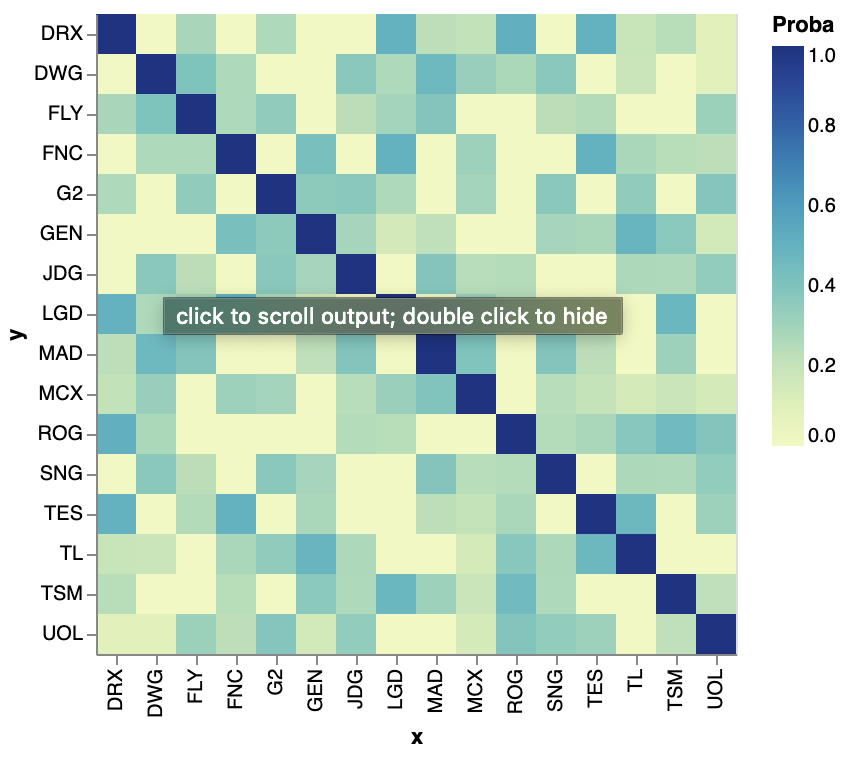 Proba
DRX
DWG
FLY
FNC
G2
GEN
JDG
LGD
MAD
MCX
ROG
SNG
TES
TL
TSM
UOL
y
click to scroll output; double click to hide
1.0
0.8
0.6
0.4
0.2
0.0
DRX
DWG
FLY
FNC
G2
GEN
JDG
LGD
MAD
MCX
ROG
SNG
TES
TL
TSM
UOL
x